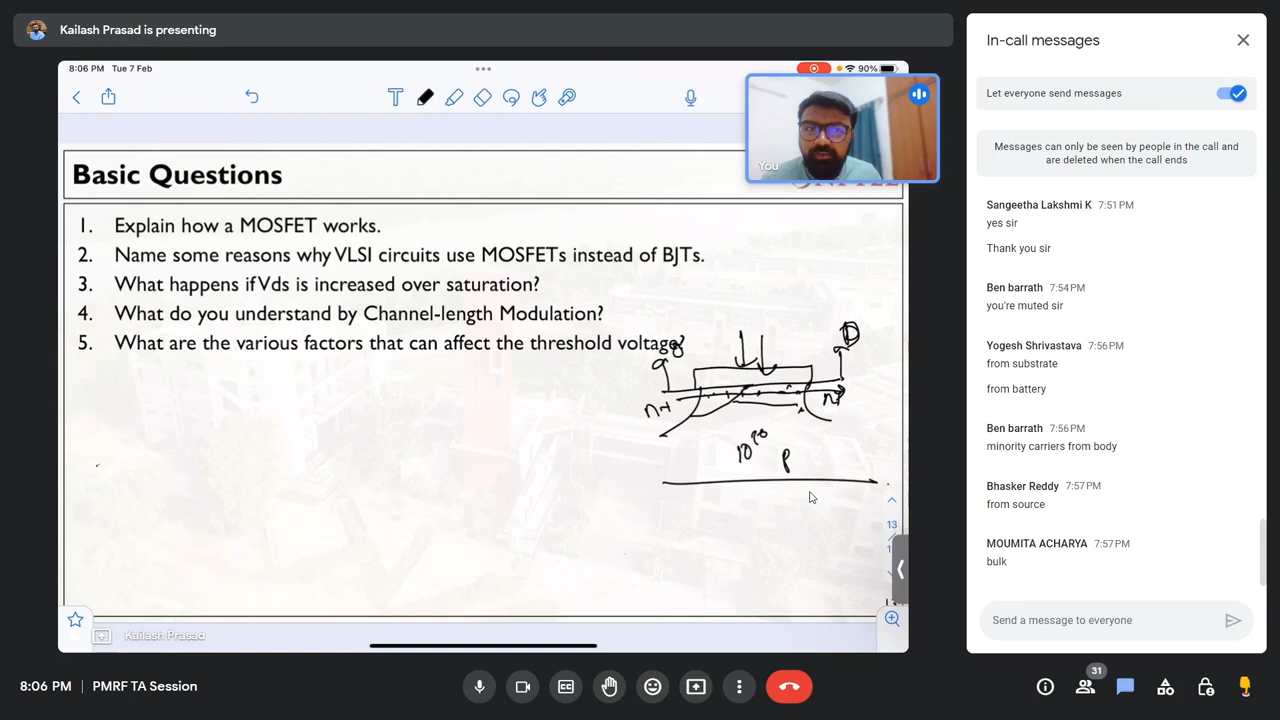 Kailash Prasad is presenting
8:06 PM Tue 7 Feb
90%
You
Basic Questions
1. Explain how a MOSFET works.
2. Name some reasons why VLSI circuits use MOSFETs instead of BJTs.
3. What happens if Vds is increased over saturation?
4. What do you understand by Channel-length Modulation?
5. What are the various factors that can affect the threshold voltage?
D
n+
p
13
Kailash Prasad
In-call messages
Let everyone send messages
Messages can only be seen by people in the call and
are deleted when the call ends
Sangeetha Lakshmi K 7:51 PM
yes sir
Thank you sir
Ben barrath 7:54 PM
you're muted sir
Yogesh Shrivastava 7:56 PM
from substrate
from battery
Ben barrath 7:56 PM
minority carriers from body
Bhasker Reddy 7:57 PM
from source
MOUMITA ACHARYA 7:57 PM
bulk
Send a message to everyone
8:06 PM | PMRF TA Session
31